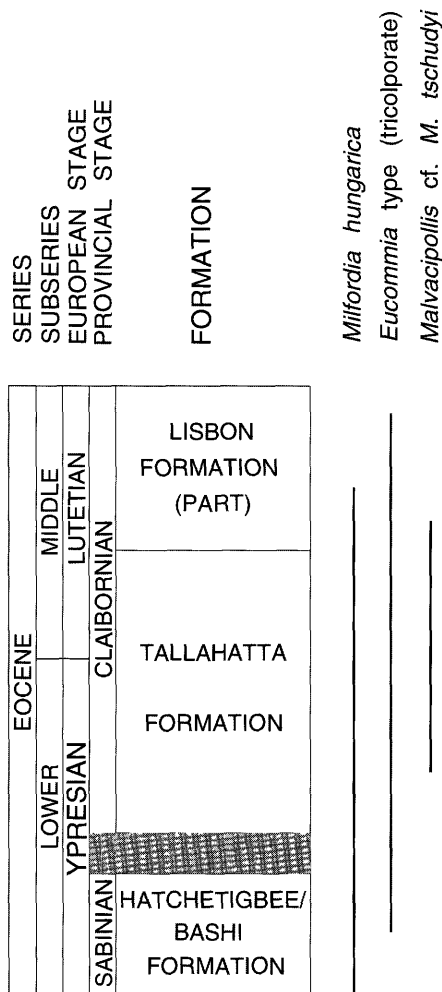 SERIES
SUBSERIES
EUROPEAN STAGE
PROVINCIAL STAGE
FORMATION
Milfordia hungarica
Eucommia type (tricolporate)
Malvacipollis cf. M. tschudyi
EOCENE
MIDDLE
LOWER
LUTETIAN
YPRESIAN
CLAIBORNIAN
SABINIAN
LISBON
FORMATION
(PART)
TALLAHATTA
FORMATION
HATCHETIGBEE/
BASHI
FORMATION